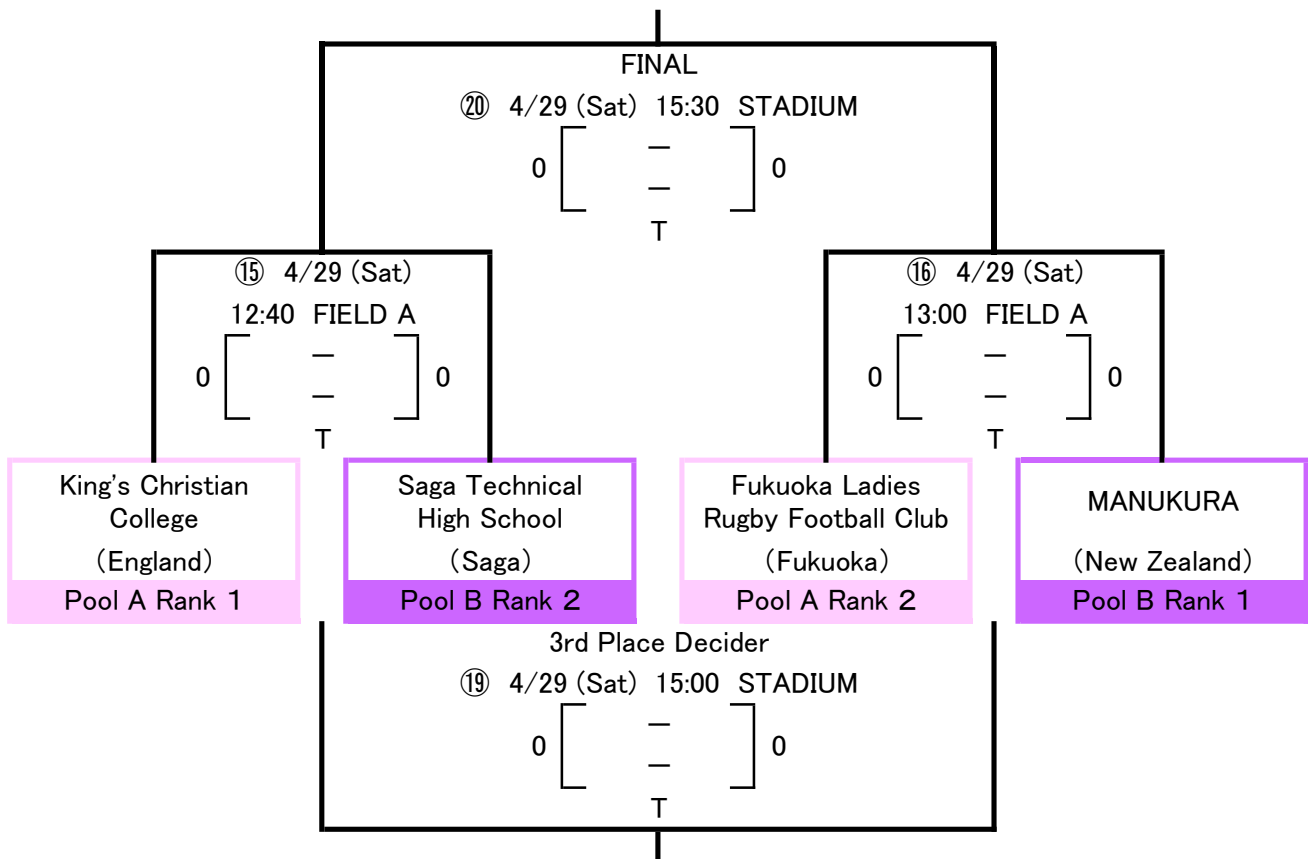 FINAL
⑳ 4/29 (Sat) 15:30 STADIUM
0 — 0
—
T
⑮ 4/29 (Sat)
12:40 FIELD A
0 — 0
—
T
⑯ 4/29 (Sat)
13:00 FIELD A
0 — 0
—
T
King's Christian
College
(England)
Pool A Rank 1
Saga Technical
High School
(Saga)
Pool B Rank 2
Fukuoka Ladies
Rugby Football Club
(Fukuoka)
Pool A Rank 2
MANUKURA
(New Zealand)
Pool B Rank 1
3rd Place Decider
⑲ 4/29 (Sat) 15:00 STADIUM
0 — 0
—
T